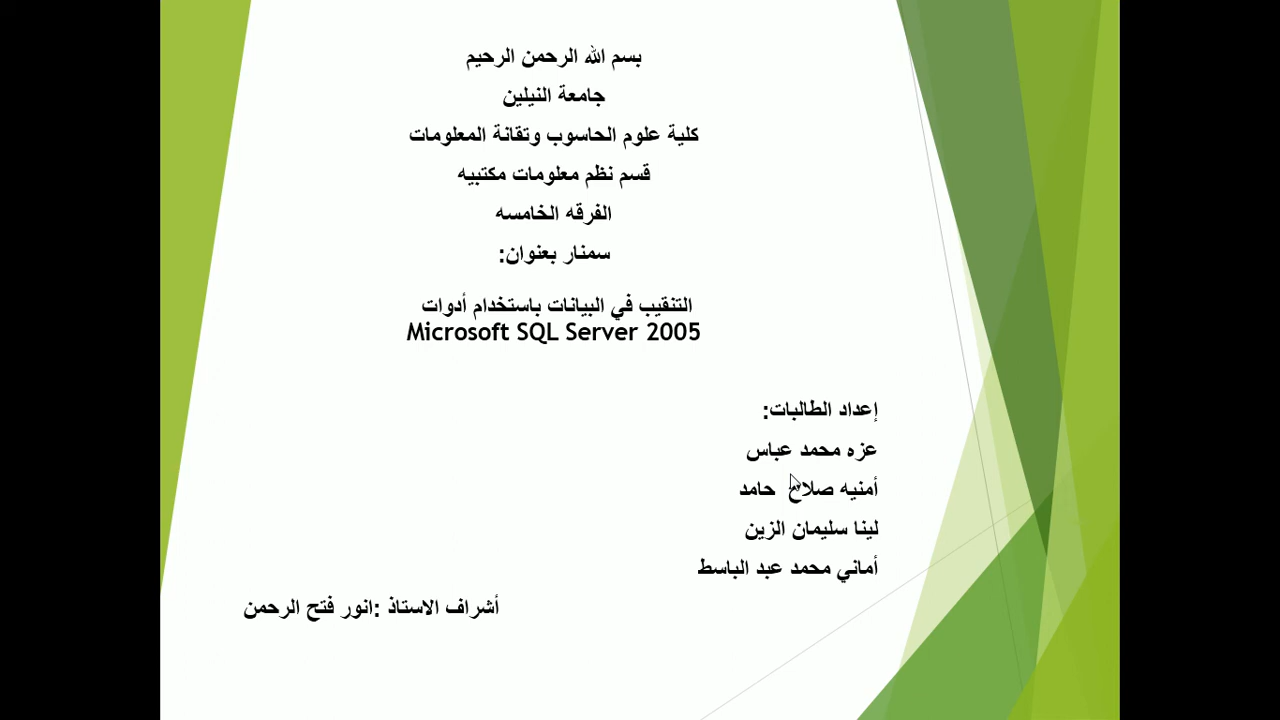 بسم الله الرحمن الرحيم
جامعة النيلين
كلية علوم الحاسوب وتقانة المعلومات
قسم نظم معلومات مكتبيه
الفرقه الخامسه
سمنار بعنوان:
التنقيب في البيانات باستخدام أدوات
Microsoft SQL Server 2005
إعداد الطالبات:
عزه محمد عباس
أمنيه صلاح حامد
لينا سليمان الزين
أماني محمد عبد الباسط
أشراف الاستاذ :انور فتح الرحمن